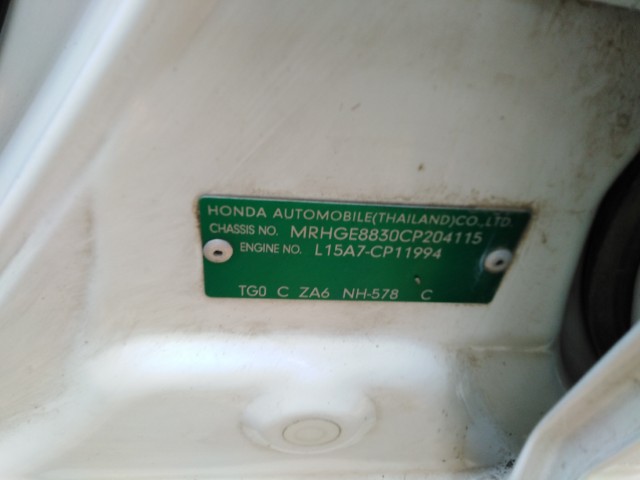 HONDA AUTOMOBILE(THAILAND)CO.,LTD.
CHASSIS NO. MRHGE8830CP204115
ENGINE NO. L15A7-CP11994
TG0 C ZA6 NH-578 C